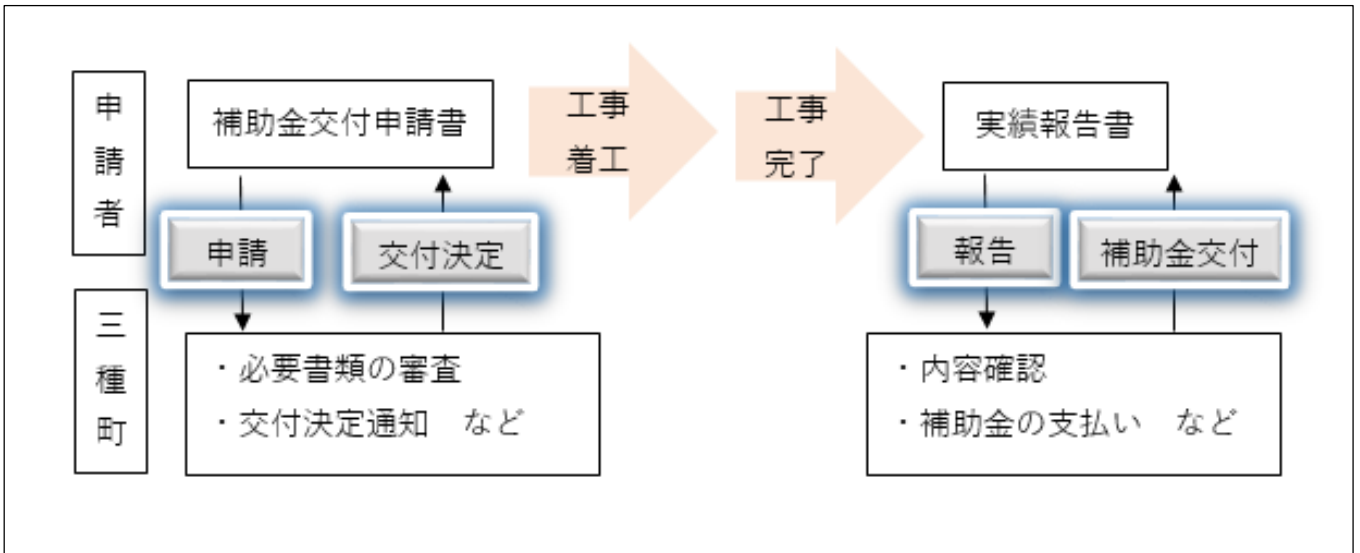 申請者
補助金交付申請書
工事
着工
工事
完了
実績報告書
申請
交付決定
報告
補助金交付
三種町
・必要書類の審査
・交付決定通知　など
・内容確認
・補助金の支払い　など